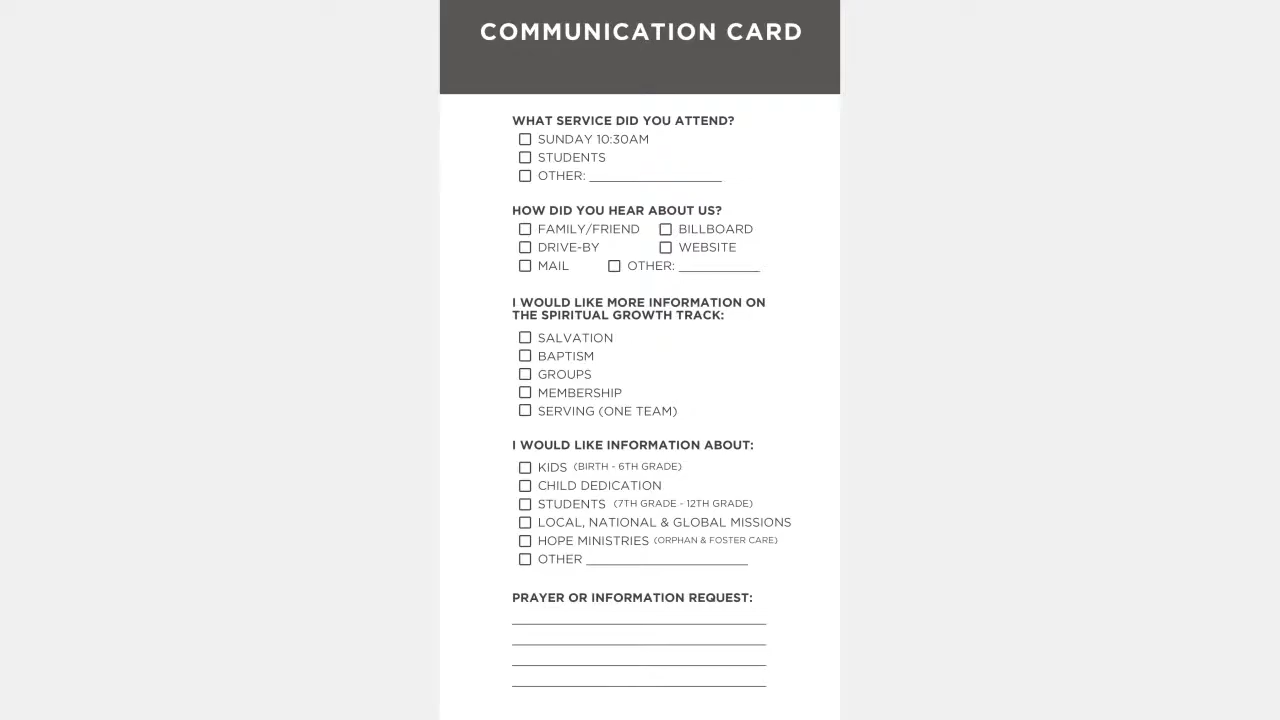 COMMUNICATION CARD
WHAT SERVICE DID YOU ATTEND?
SUNDAY 10:30AM
STUDENTS
OTHER: ____________________
HOW DID YOU HEAR ABOUT US?
FAMILY/FRIEND BILLBOARD
DRIVE-BY WEBSITE
MAIL OTHER: ____________
I WOULD LIKE MORE INFORMATION ON
THE SPIRITUAL GROWTH TRACK:
SALVATION
BAPTISM
GROUPS
MEMBERSHIP
SERVING (ONE TEAM)
I WOULD LIKE INFORMATION ABOUT:
KIDS (BIRTH - 6TH GRADE)
CHILD DEDICATION
STUDENTS (7TH GRADE - 12TH GRADE)
LOCAL, NATIONAL & GLOBAL MISSIONS
HOPE MINISTRIES (ORPHAN & FOSTER CARE)
OTHER ________________________
PRAYER OR INFORMATION REQUEST: